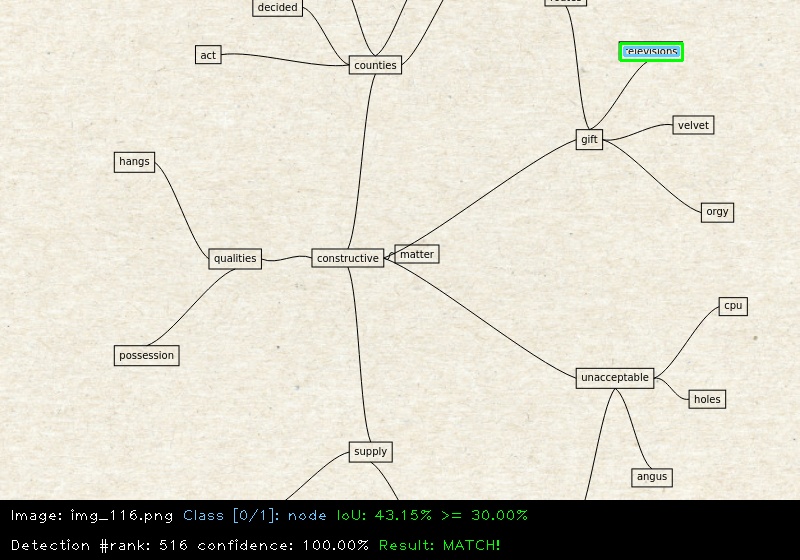 decided
act
counties
televisions
gift
velvet
hangs
orgy
matter
qualities
constructive
cpu
possession
unacceptable
holes
supply
angus
Image: img_116.png Class [0/1]: node IoU: 43.15% >= 30.00%
Detection #rank: 516 confidence: 100.00% Result: MATCH!